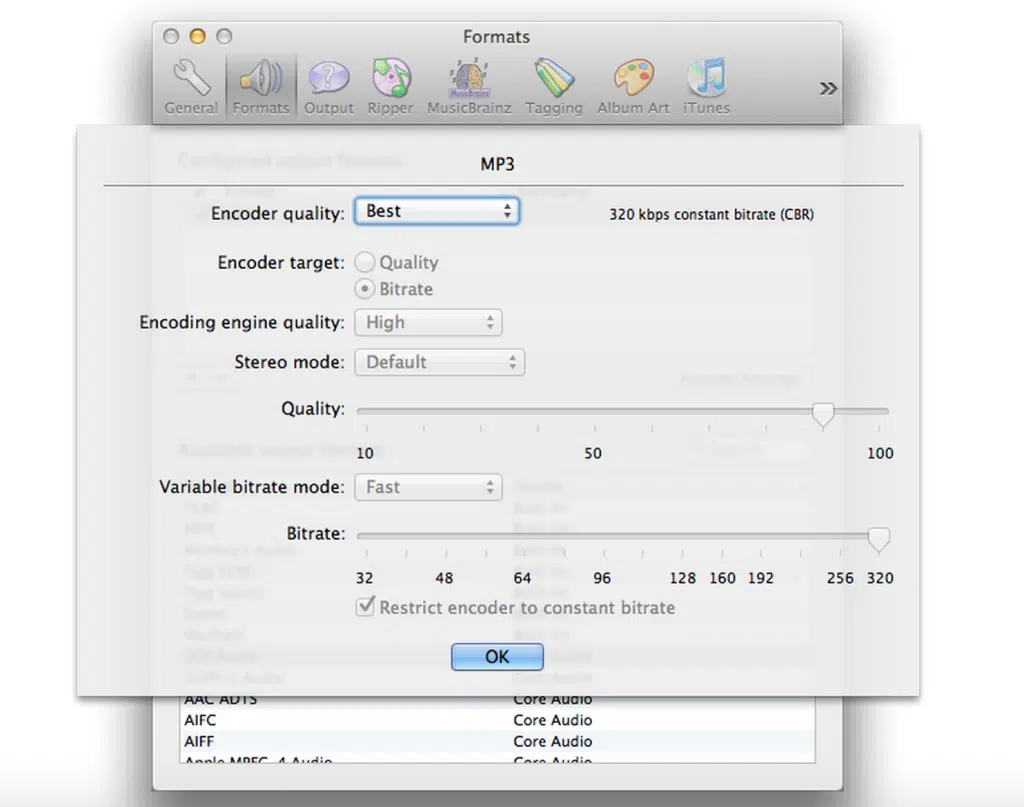 Formats
General Formats Output Ripper MusicBrainz Tagging Album Art iTunes
MP3
Encoder quality: Best 320 kbps constant bitrate (CBR)
Encoder target: Quality
Bitrate
Encoding engine quality: High
Stereo mode: Default
Quality:
10 50 100
Variable bitrate mode: Fast
Bitrate:
32 48 64 96 128 160 192 256 320
Restrict encoder to constant bitrate
OK
AAC ADTS Core Audio
AIFC Core Audio
AIFF Core Audio
Apple MPEG-4 Audio Core Audio